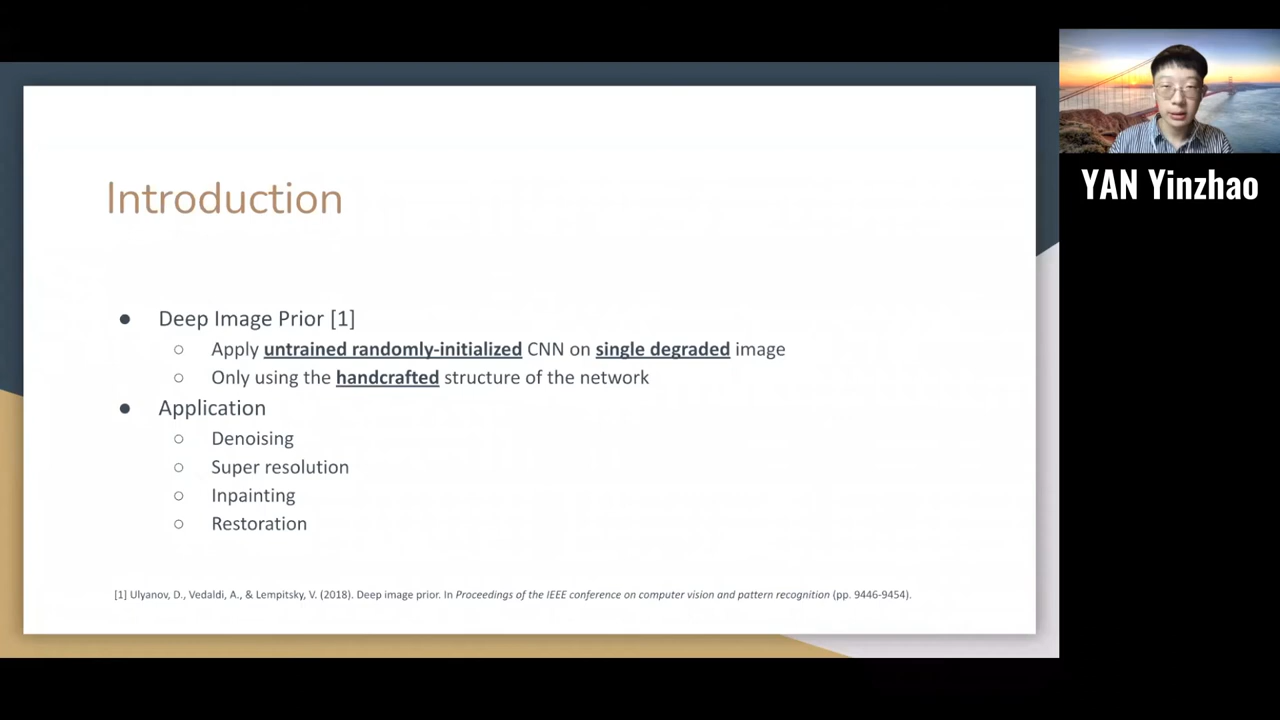 Introduction
● Deep Image Prior [1]
○ Apply untrained randomly-initialized CNN on single degraded image
○ Only using the handcrafted structure of the network
● Application
○ Denoising
○ Super resolution
○ Inpainting
○ Restoration
[1] Ulyanov, D., Vedaldi, A., & Lempitsky, V. (2018). Deep image prior. In Proceedings of the IEEE conference on computer vision and pattern recognition (pp. 9446-9454).
YAN Yinzhao